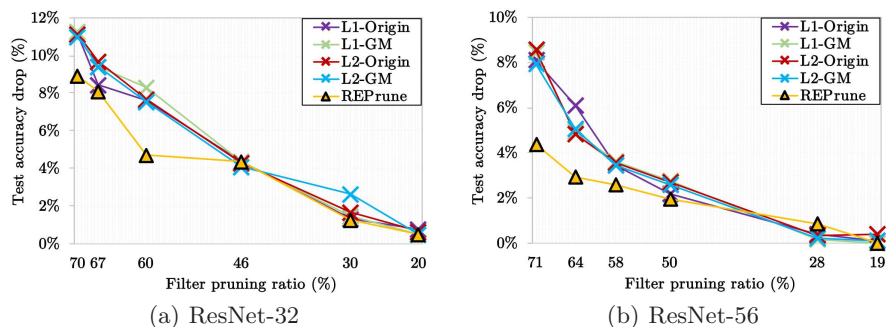 12%
10%
8%
6%
4%
2%
0%
Test accuracy drop (%)
L1-Origin
L1-GM
L2-Origin
L2-GM
REPrune
70 67 60 46 30 20
Filter pruning ratio (%)
(a) ResNet-32
10%
8%
6%
4%
2%
0%
Test accuracy drop (%)
L1-Origin
L1-GM
L2-Origin
L2-GM
REPrune
71 64 58 50 28 19
Filter pruning ratio (%)
(b) ResNet-56